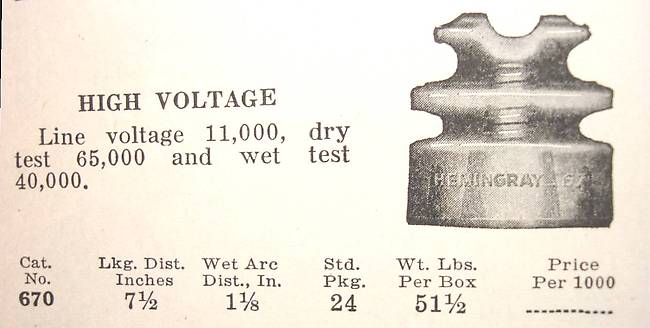 HIGH VOLTAGE
Line voltage 11,000, dry
test 65,000 and wet test
40,000.
HEMINGRAY
Cat. Lkg. Dist. Wet Arc Std. Wt. Lbs. Price
No. Inches Dist., In. Pkg. Per Box Per 1000
670 7½ 1⅛ 24 51½ ..........